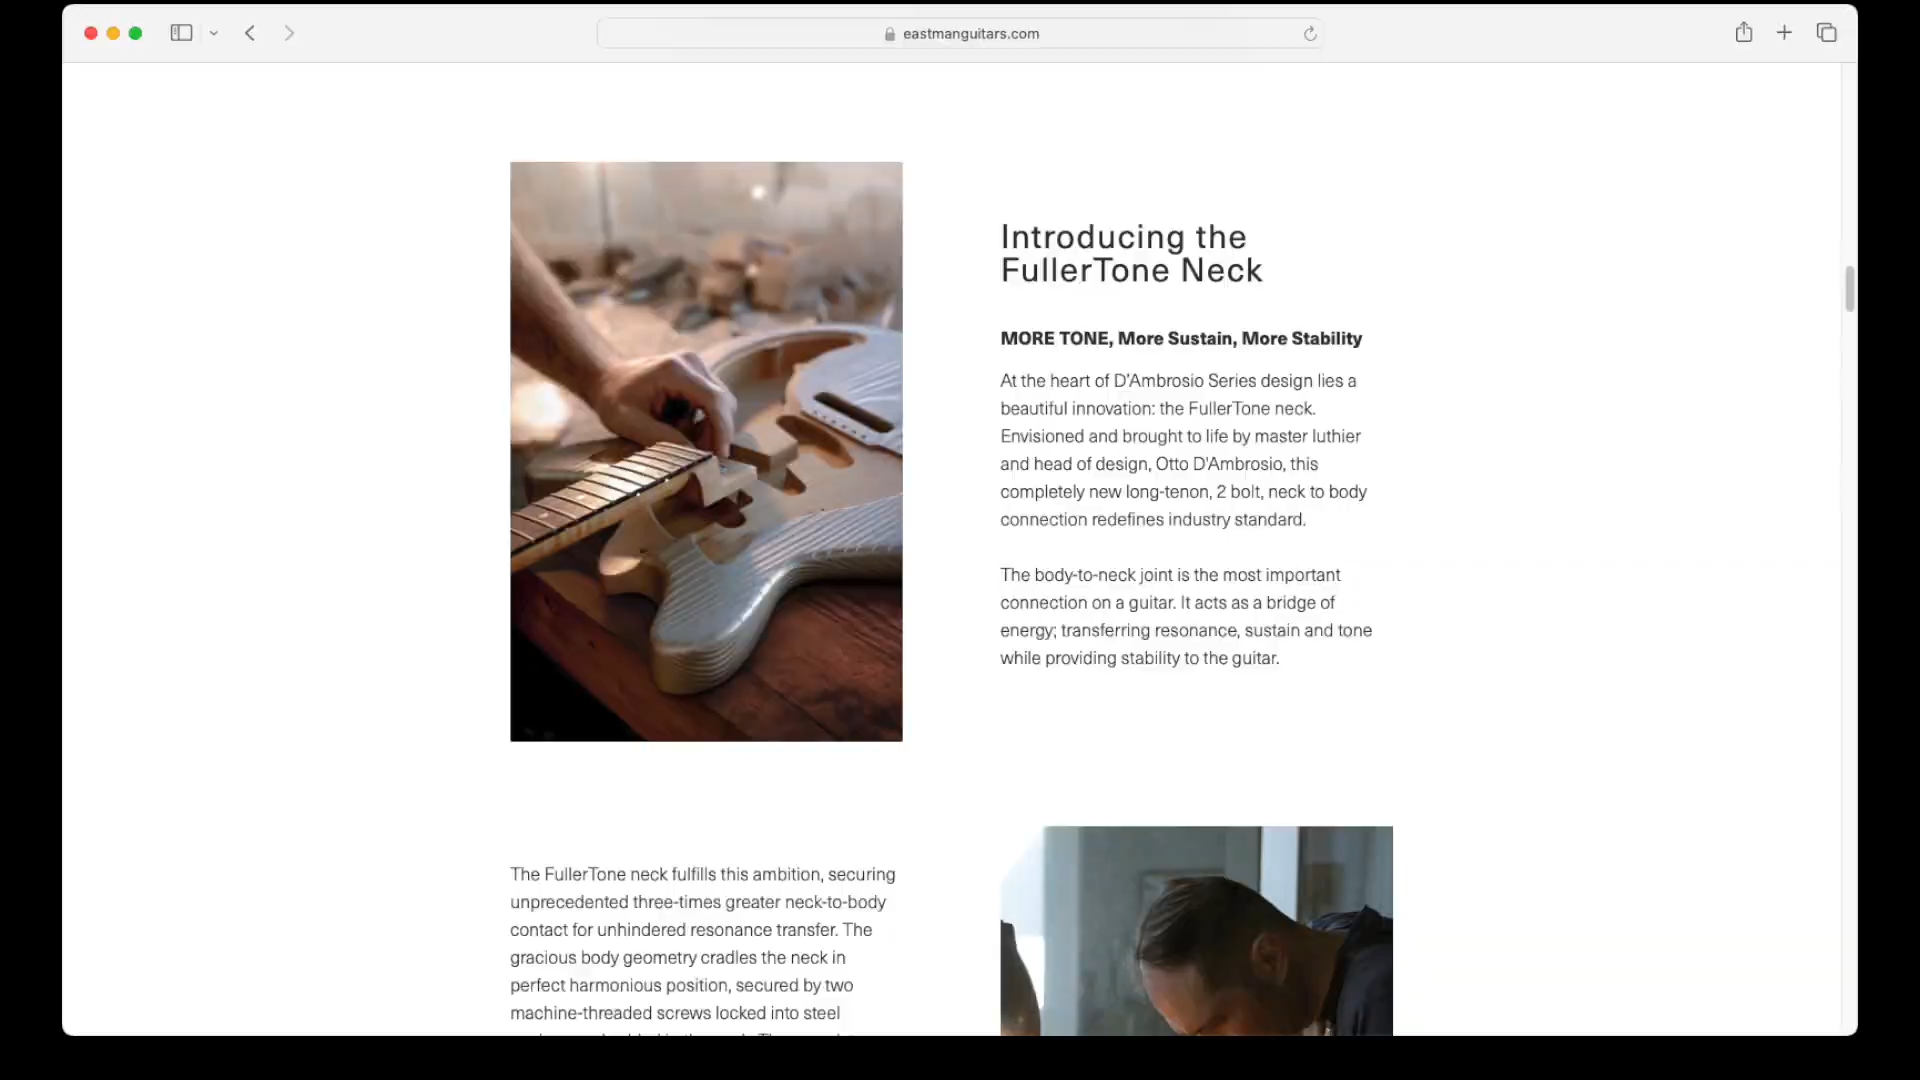 eastmanguitars.com
Introducing the
FullerTone Neck
MORE TONE, More Sustain, More Stability
At the heart of D'Ambrosio Series design lies a
beautiful innovation: the FullerTone neck.
Envisioned and brought to life by master luthier
and head of design, Otto D'Ambrosio, this
completely new long-tenon, 2 bolt, neck to body
connection redefines industry standard.
The body-to-neck joint is the most important
connection on a guitar. It acts as a bridge of
energy; transferring resonance, sustain and tone
while providing stability to the guitar.
The FullerTone neck fulfills this ambition, securing
unprecedented three-times greater neck-to-body
contact for unhindered resonance transfer. The
gracious body geometry cradles the neck in
perfect harmonious position, secured by two
machine-threaded screws locked into steel